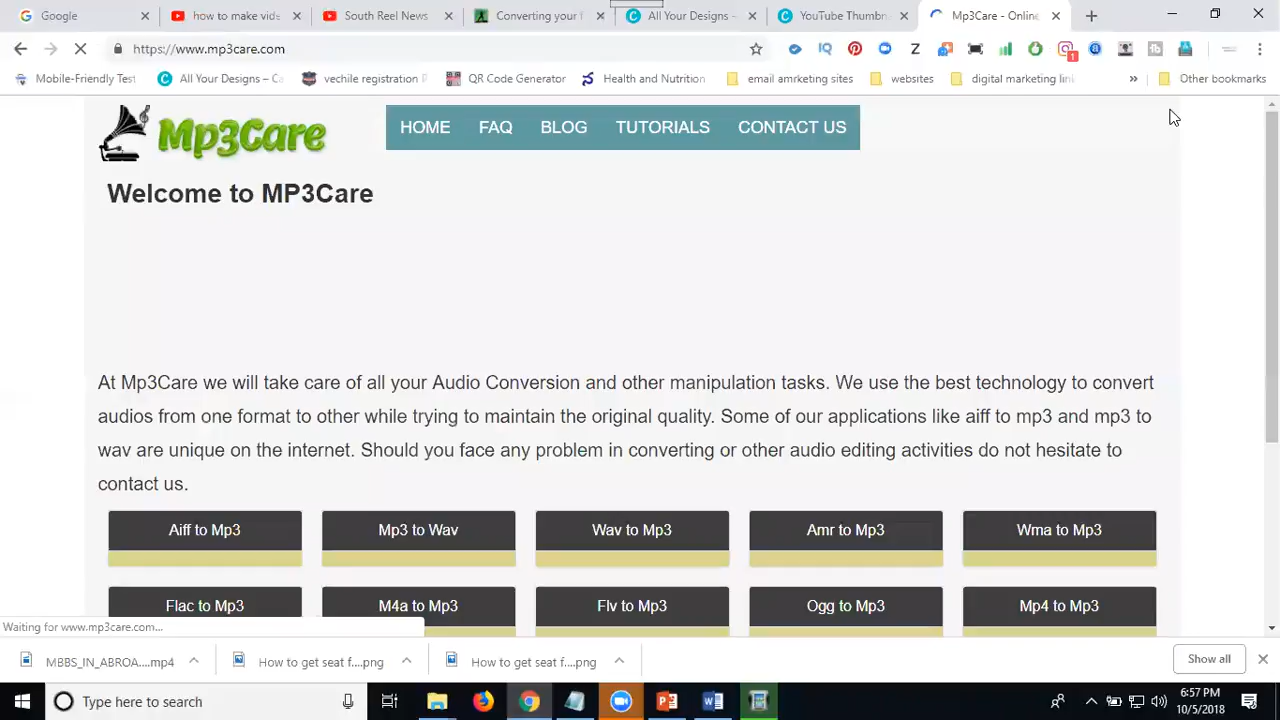 Google
how to make vide
South Reel News
Converting your f
All Your Designs –
YouTube Thumbn
Mp3Care - Online
https://www.mp3care.com
1
Mobile-Friendly Test
All Your Designs – Ca
vechile registration P
QR Code Generator
Health and Nutrition
email amrketing sites
websites
digital marketing link
»
Other bookmarks
Mp3Care
HOME FAQ BLOG TUTORIALS CONTACT US
Welcome to MP3Care
At Mp3Care we will take care of all your Audio Conversion and other manipulation tasks. We use the best technology to convert
audios from one format to other while trying to maintain the original quality. Some of our applications like aiff to mp3 and mp3 to
wav are unique on the internet. Should you face any problem in converting or other audio editing activities do not hesitate to
contact us.
Aiff to Mp3 Mp3 to Wav Wav to Mp3 Amr to Mp3 Wma to Mp3
Flac to Mp3 M4a to Mp3 Flv to Mp3 Ogg to Mp3 Mp4 to Mp3
Waiting for www.mp3care.com...
MBBS_IN_ABROA....mp4
How to get seat f....png
How to get seat f....png
Show all
Type here to search
6:57 PM
10/5/2018